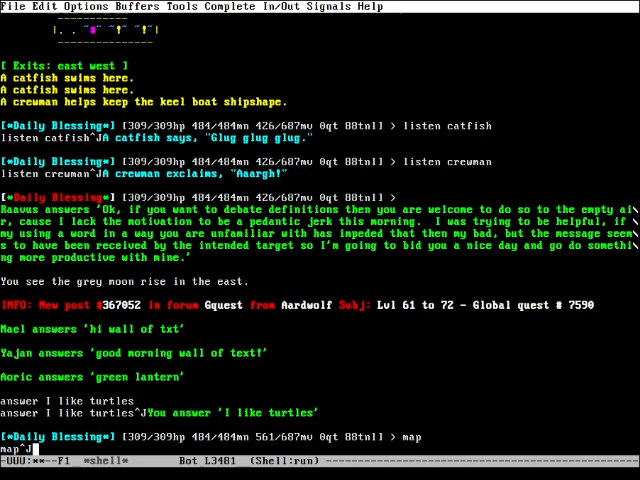 File Edit Options Buffers Tools Complete In/Out Signals Help
-----------
|. . ~#~ ~!~ ~!~|
---------------
[ Exits: east west ]
A catfish swims here.
A catfish swims here.
A crewman helps keep the keel boat shipshape.
[*Daily Blessing*] [309/309hp 484/484mn 426/687mv 0qt 88tnl] > listen catfish
listen catfish^JA catfish says, "Glug glug glug."
[*Daily Blessing*] [309/309hp 484/484mn 426/687mv 0qt 88tnl] > listen crewman
listen crewman^JA crewman exclaims, "Aaargh!"
[*Daily Blessing*] [309/309hp 484/484mn 426/687mv 0qt 88tnl] >
Raavus answers 'Ok, if you want to debate definitions then you are welcome to do so to the empty ai\
r, cause I lack the motivation to be a pedantic jerk this morning.  I was trying to be helpful, if \
my using a word in a way you are unfamiliar with has impeded that then my bad, but the message seem\
s to have been received by the intended target so I'm going to bid you a nice day and go do somethi\
ng more productive with mine.'
You see the grey moon rise in the east.
INFO: New post #367052 in forum Gquest from Aardwolf Subj: Lvl 61 to 72 - Global quest # 7590
Mael answers 'hi wall of txt'
Yajan answers 'good morning wall of text!'
Aoric answers 'green lantern'
answer I like turtles
answer I like turtles^JYou answer 'I like turtles'
[*Daily Blessing*] [309/309hp 484/484mn 561/687mv 0qt 88tnl] > map
map^J
-UUU:**--F1  *shell*        Bot L3481  (Shell:run)